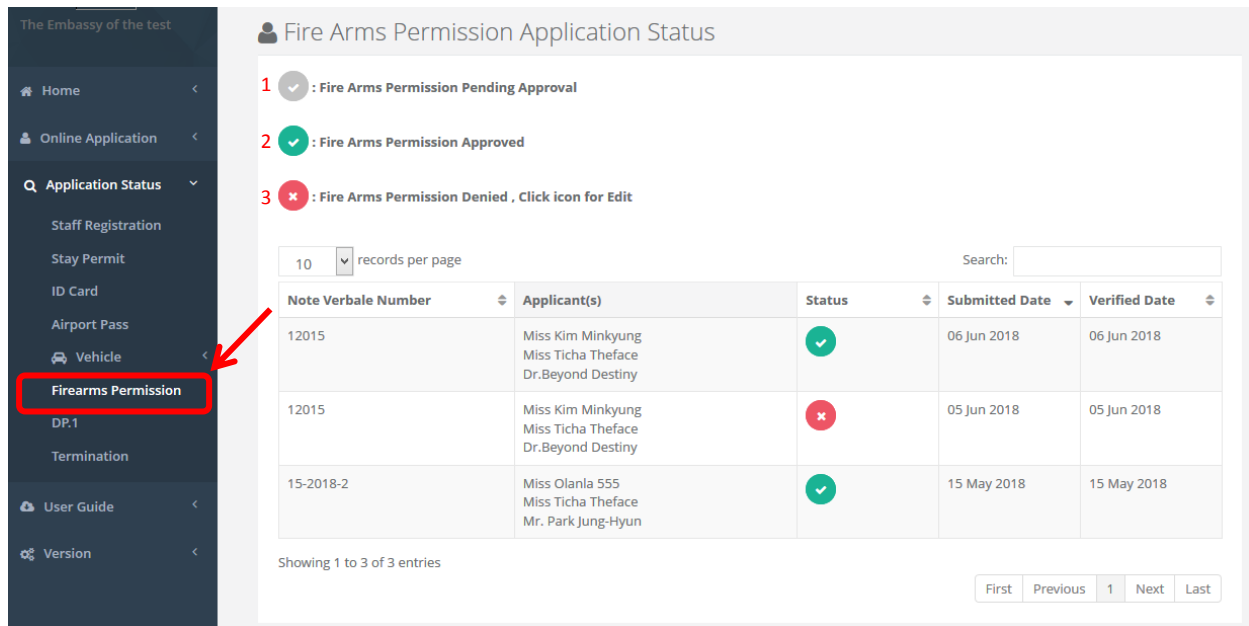 The Embassy of the test
Home
Online Application
Application Status
Staff Registration
Stay Permit
ID Card
Airport Pass
Vehicle
Firearms Permission
DP.1
Termination
User Guide
Version
Fire Arms Permission Application Status
1 : Fire Arms Permission Pending Approval
2 : Fire Arms Permission Approved
3 : Fire Arms Permission Denied , Click icon for Edit
10 records per page Search:
Note Verbale Number Applicant(s) Status Submitted Date Verified Date
12015 Miss Kim Minkyung 06 Jun 2018 06 Jun 2018
Miss Ticha Theface
Dr.Beyond Destiny
12015 Miss Kim Minkyung 05 Jun 2018 05 Jun 2018
Miss Ticha Theface
Dr.Beyond Destiny
15-2018-2 Miss Olanla 555 15 May 2018 15 May 2018
Miss Ticha Theface
Mr. Park Jung-Hyun
Showing 1 to 3 of 3 entries
First Previous 1 Next Last